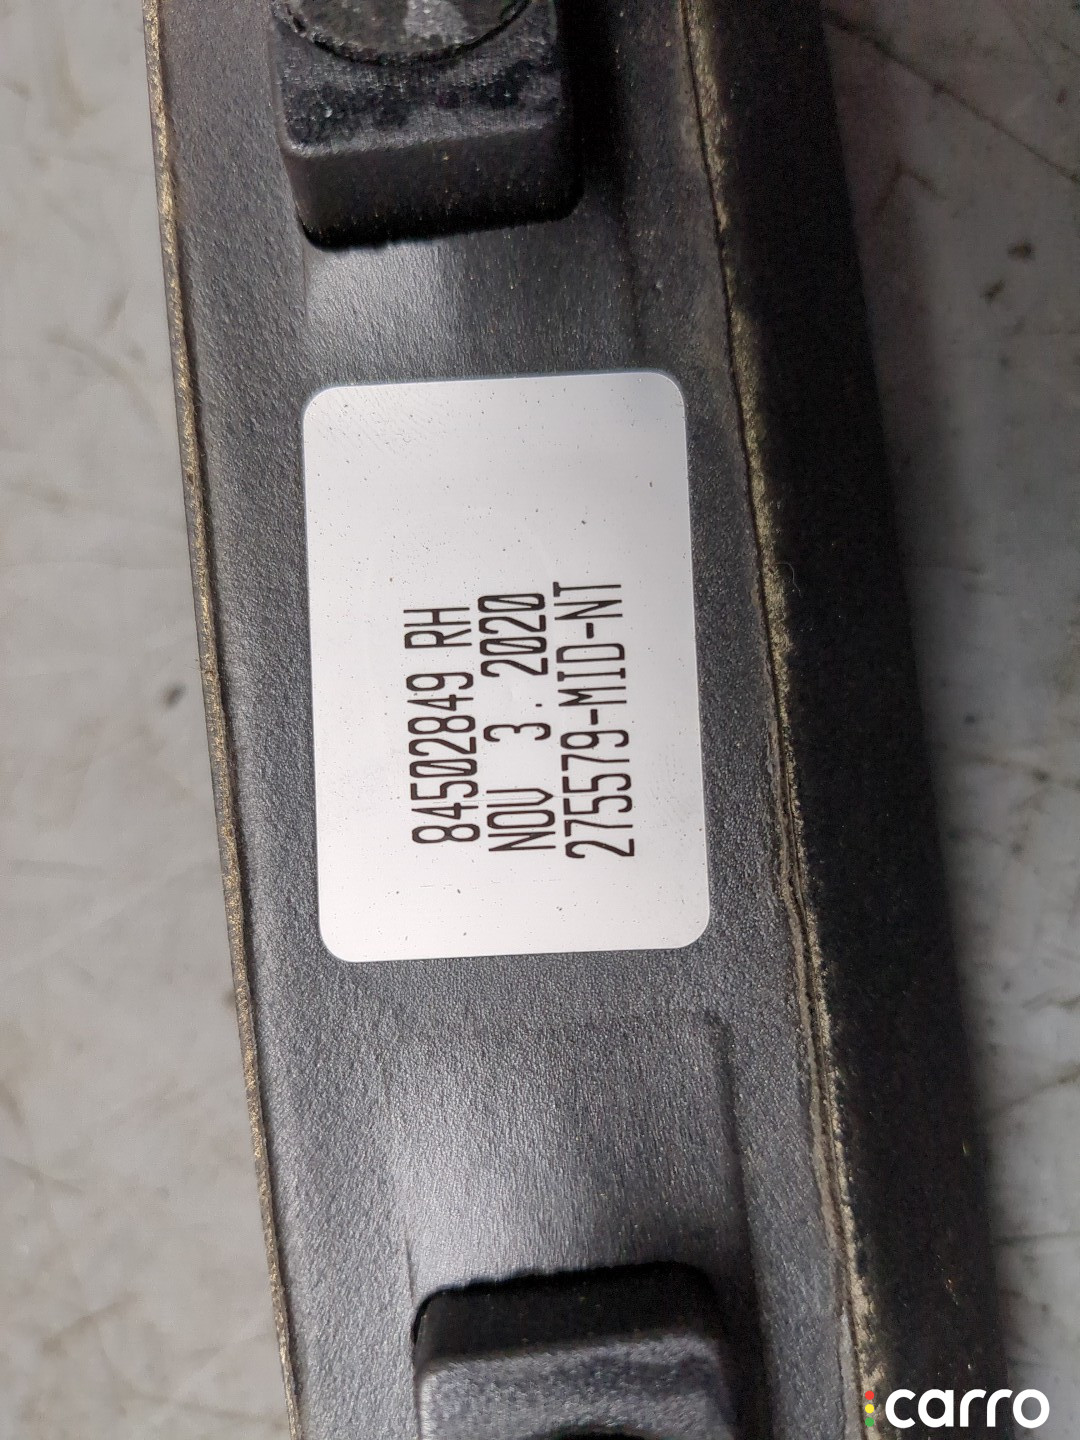 84502849 RH
NOV 3. 2020
275579-MID-NT
carro